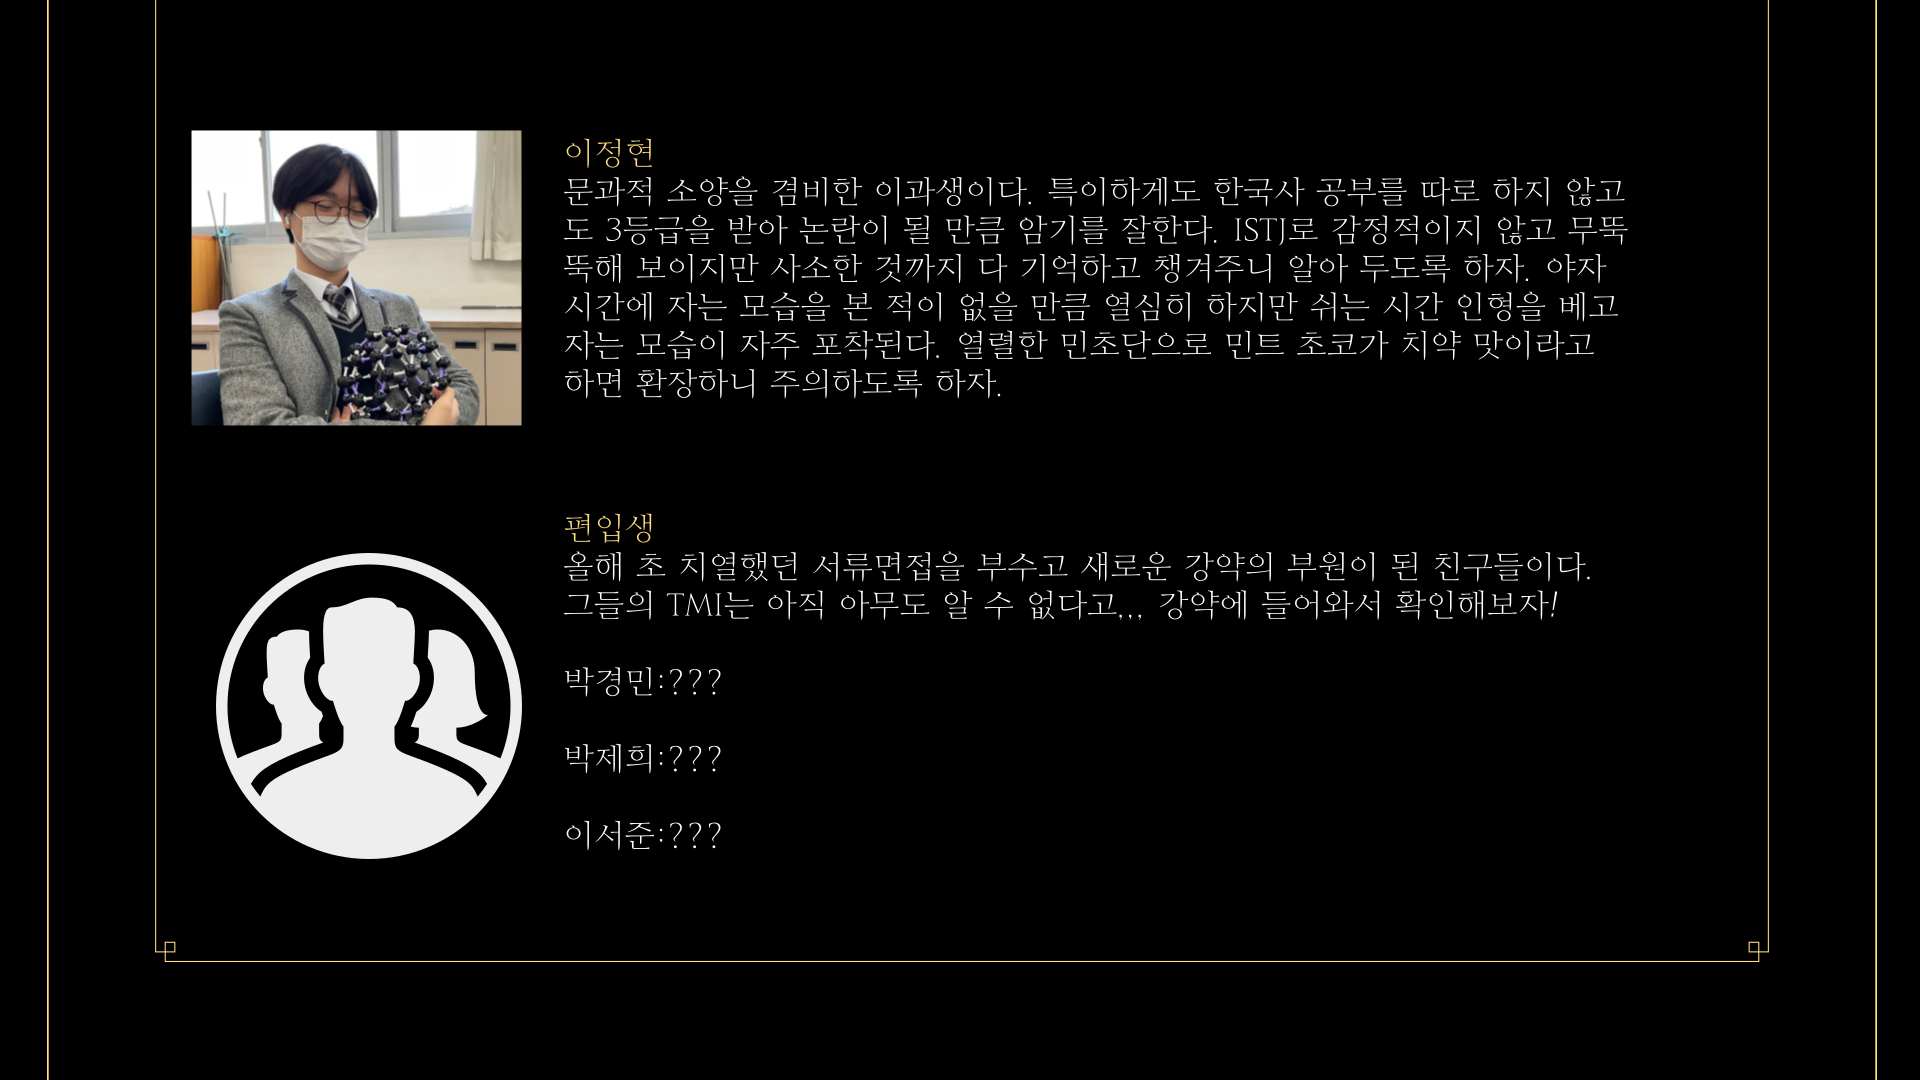 이정현
문과적 소양을 겸비한 이과생이다. 특이하게도 한국사 공부를 따로 하지 않고
도 3등급을 받아 논란이 될 만큼 암기를 잘한다. ISTJ로 감정적이지 않고 무뚝
뚝해 보이지만 사소한 것까지 다 기억하고 챙겨주니 알아 두도록 하자. 야자
시간에 자는 모습을 본 적이 없을 만큼 열심히 하지만 쉬는 시간 인형을 베고
자는 모습이 자주 포착된다. 열렬한 민초단으로 민트 초코가 치약 맛이라고
하면 환장하니 주의하도록 하자.
편입생
올해 초 치열했던 서류면접을 부수고 새로운 강약의 부원이 된 친구들이다.
그들의 TMI는 아직 아무도 알 수 없다고,,, 강약에 들어와서 확인해보자!
박경민:???
박제희:???
이서준:???